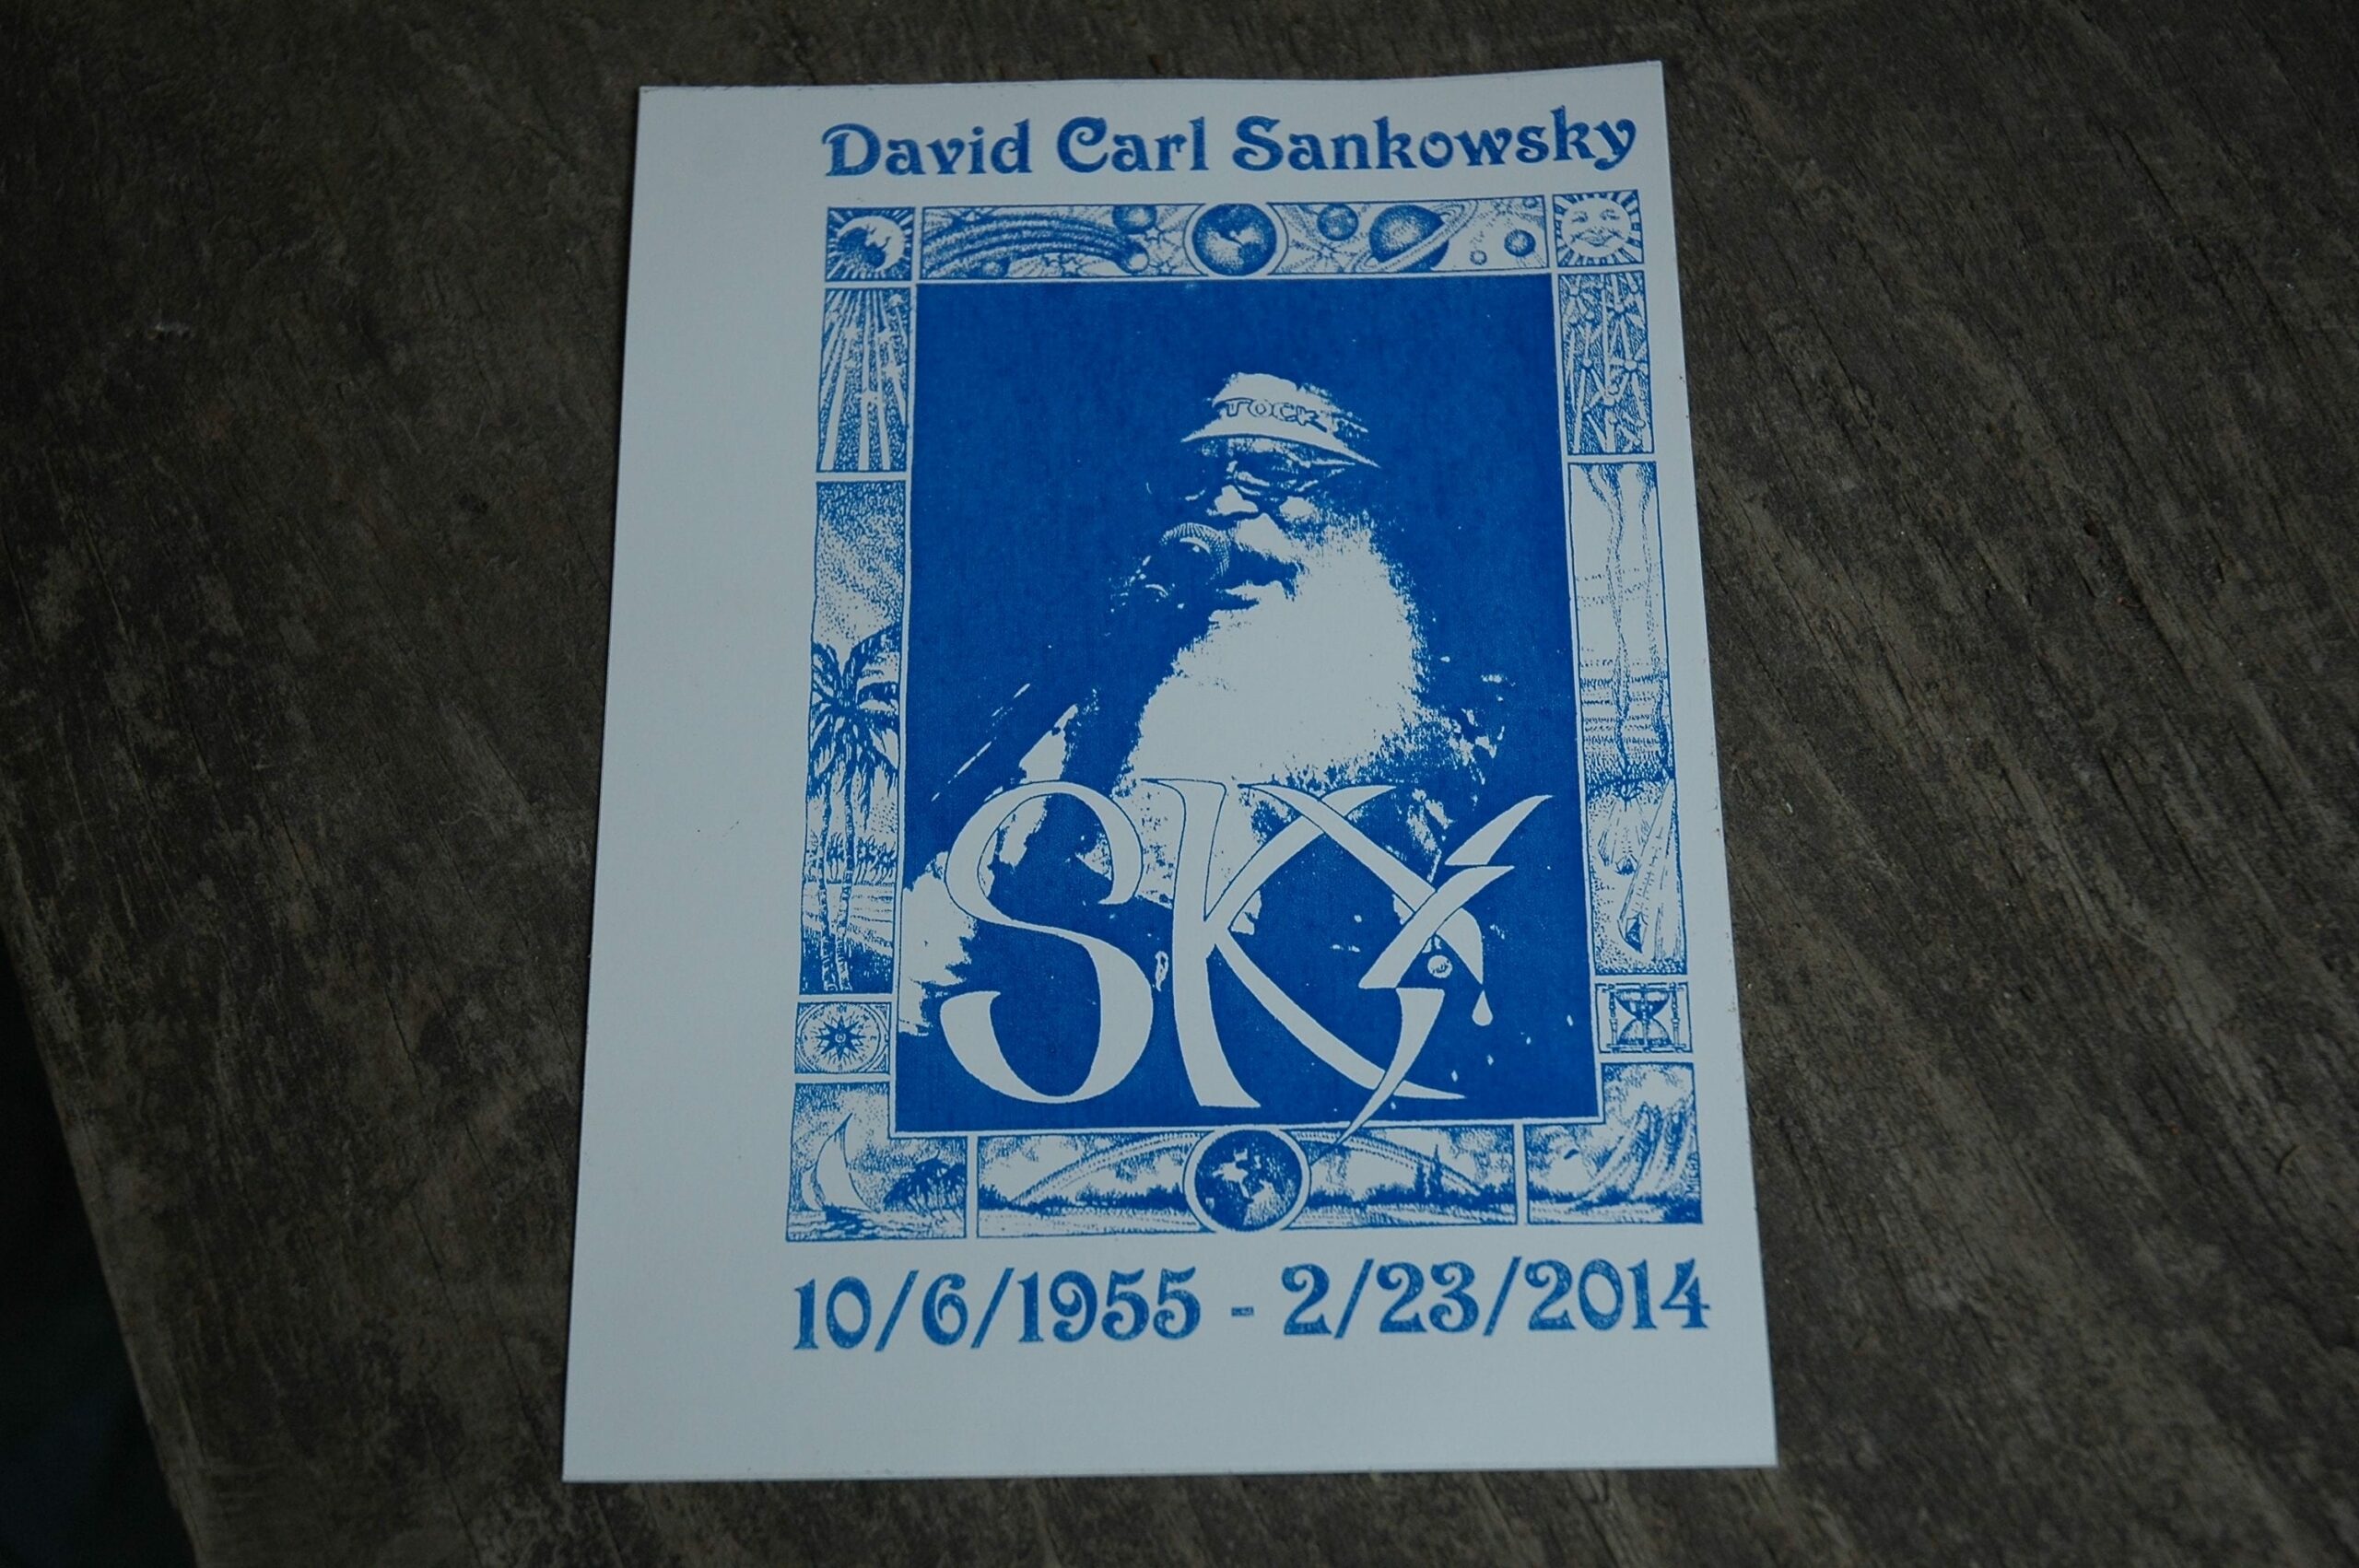 David Carl Sankowsky
TOCK
SKY
10/6/1955 - 2/23/2014